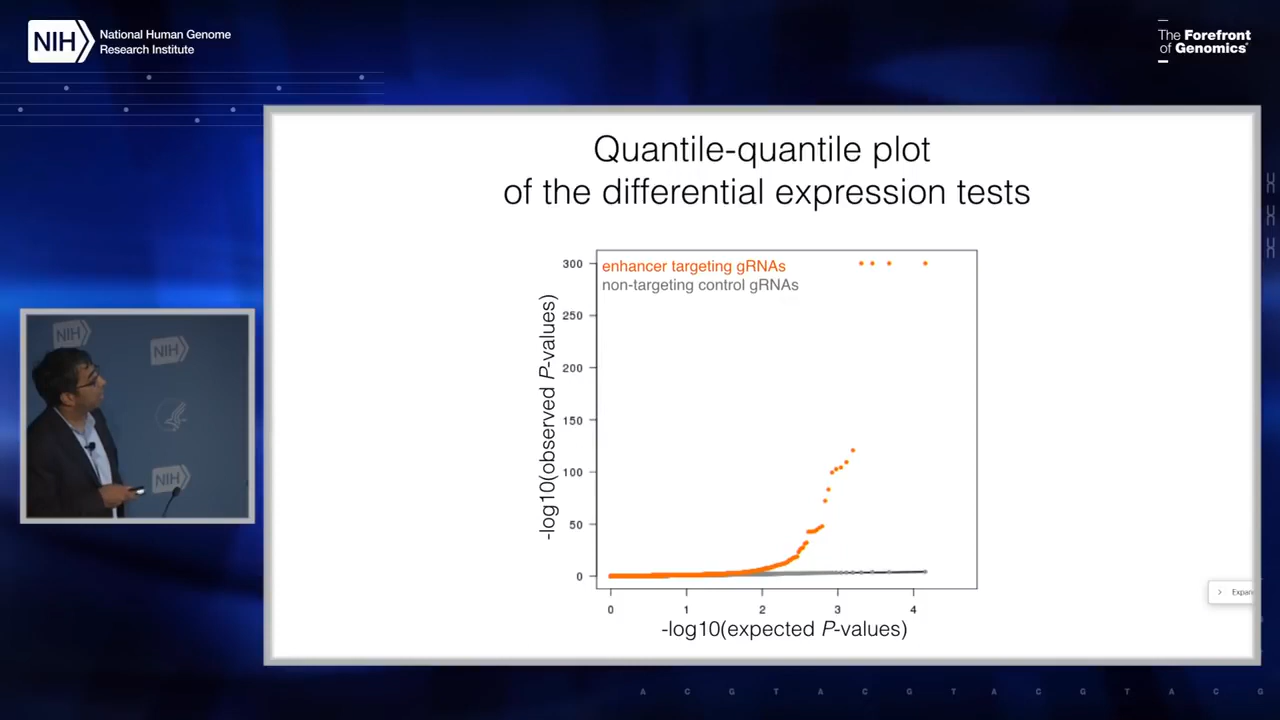 NIH
National Human Genome
Research Institute
The Forefront
of Genomics®
Quantile-quantile plot
of the differential expression tests
enhancer targeting gRNAs
non-targeting control gRNAs
-log10(observed P-values)
300
250
200
150
100
50
0
0 1 2 3 4
-log10(expected P-values)
NIH
NIH
NIH
Expan
A C G T A C G T A C G T A C G